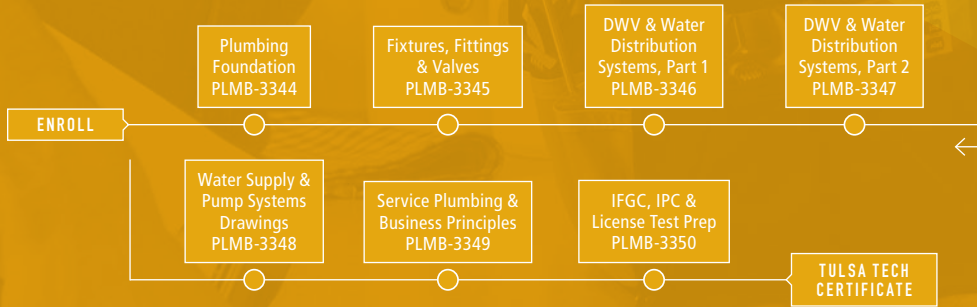 ENROLL
Plumbing
Foundation
PLMB-3344
Fixtures, Fittings
& Valves
PLMB-3345
DWV & Water
Distribution
Systems, Part 1
PLMB-3346
DWV & Water
Distribution
Systems, Part 2
PLMB-3347
Water Supply &
Pump Systems
Drawings
PLMB-3348
Service Plumbing &
Business Principles
PLMB-3349
IFGC, IPC &
License Test Prep
PLMB-3350
TULSA TECH
CERTIFICATE